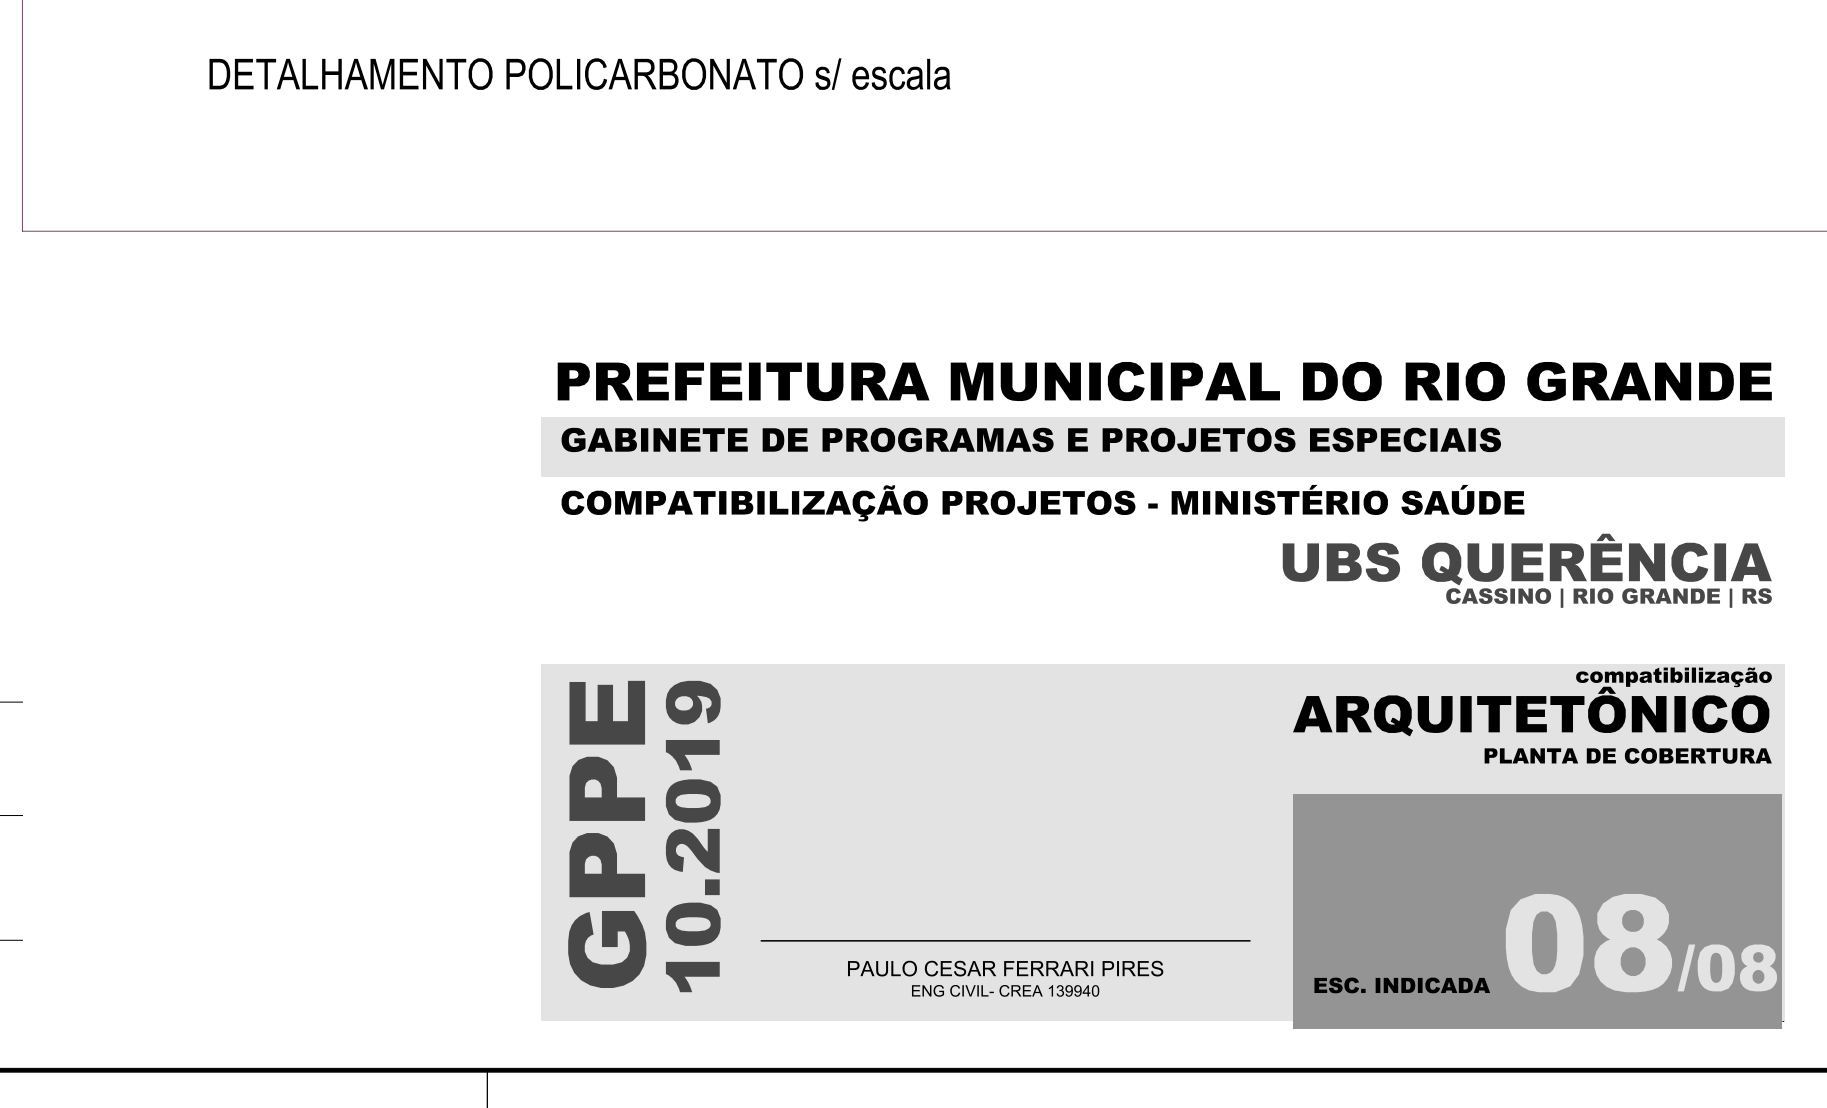 DETALHAMENTO POLICARBONATO s/ escala
PREFEITURA MUNICIPAL DO RIO GRANDE
GABINETE DE PROGRAMAS E PROJETOS ESPECIAIS
COMPATIBILIZAÇÃO PROJETOS - MINISTÉRIO SAÚDE
UBS QUERÊNCIA
CASSINO | RIO GRANDE | RS
GPPE
10.2019
compatibilização
ARQUITETÔNICO
PLANTA DE COBERTURA
PAULO CESAR FERRARI PIRES
ENG CIVIL- CREA 139940
ESC. INDICADA 08/08